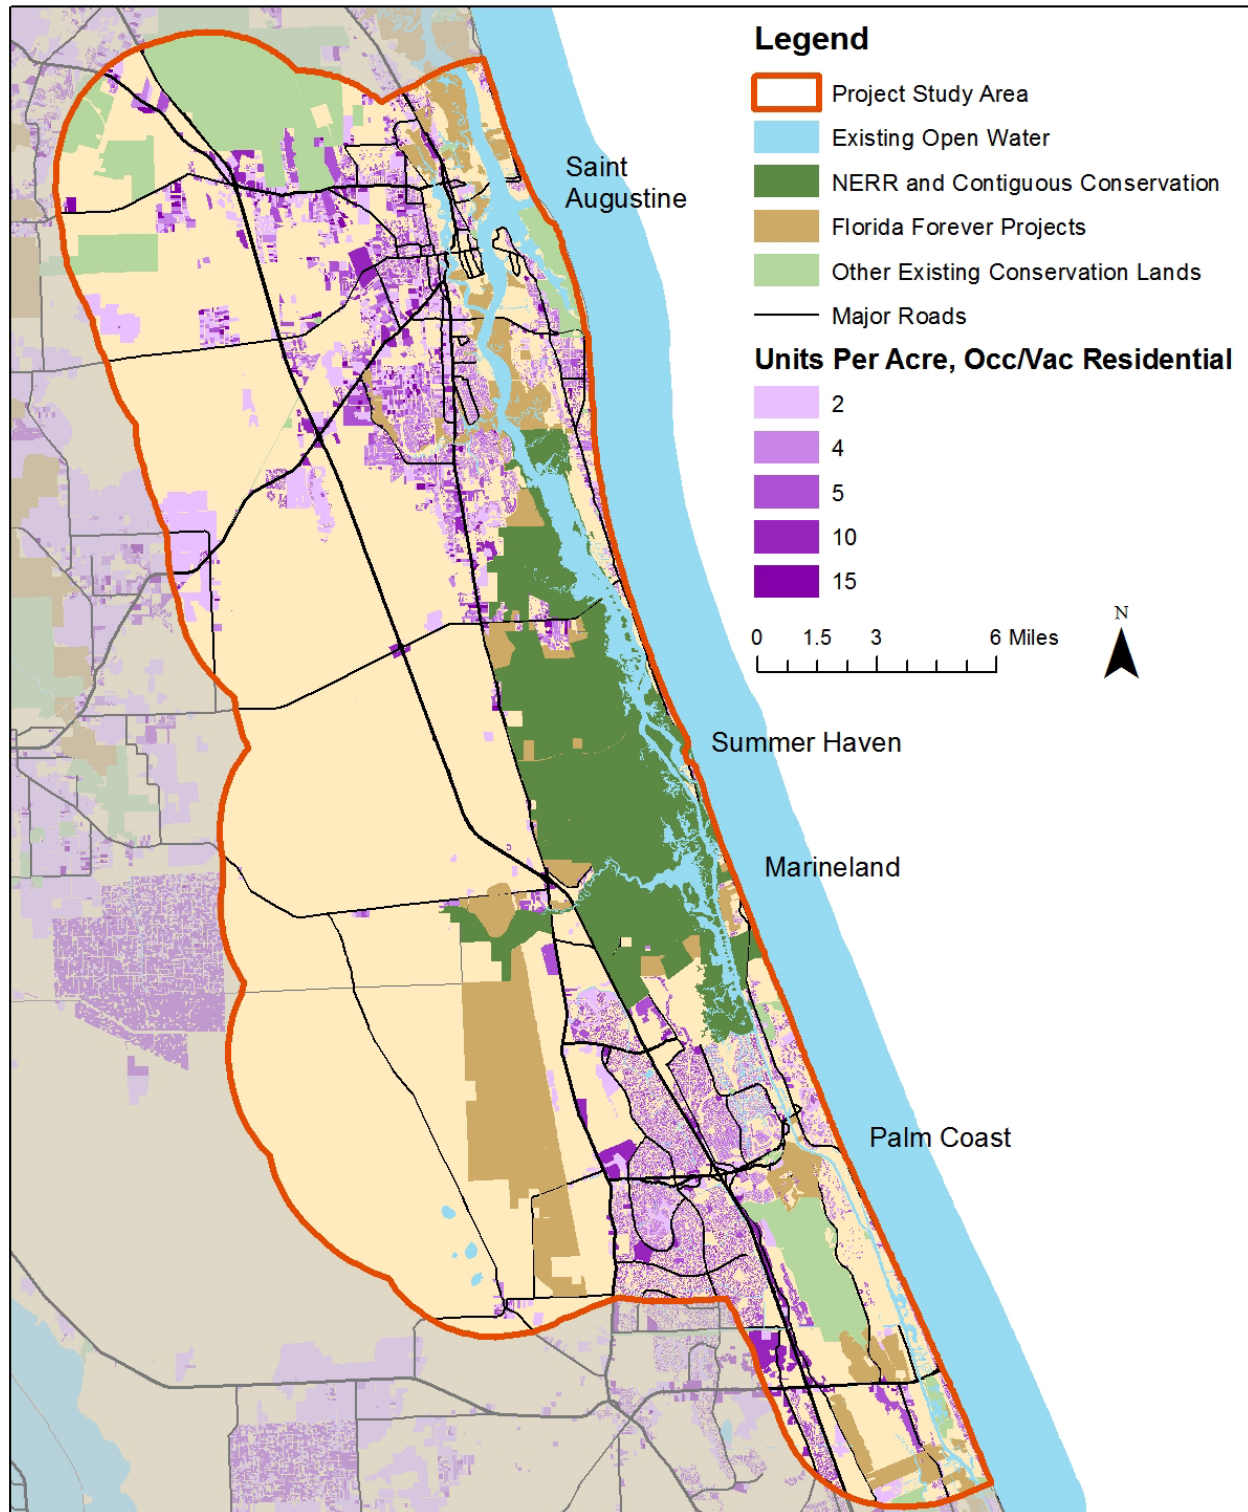 Legend
Project Study Area
Existing Open Water
NERR and Contiguous Conservation
Florida Forever Projects
Other Existing Conservation Lands
Major Roads
Units Per Acre, Occ/Vac Residential
2
4
5
10
15
N
0 1.5 3 6 Miles
Saint
Augustine
Summer Haven
Marineland
Palm Coast